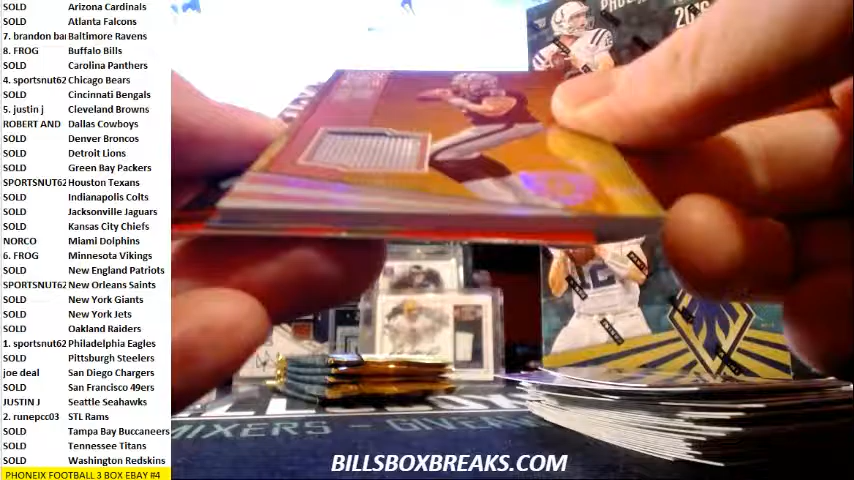 SOLD Arizona Cardinals
SOLD Atlanta Falcons
7. brandon bai Baltimore Ravens
8. FROG Buffalo Bills
SOLD Carolina Panthers
4. sportsnut62 Chicago Bears
SOLD Cincinnati Bengals
5. justin j Cleveland Browns
ROBERT AND Dallas Cowboys
SOLD Denver Broncos
SOLD Detroit Lions
SOLD Green Bay Packers
SPORTSNUT62 Houston Texans
SOLD Indianapolis Colts
SOLD Jacksonville Jaguars
SOLD Kansas City Chiefs
NORCO Miami Dolphins
6. FROG Minnesota Vikings
SOLD New England Patriots
SPORTSNUT62 New Orleans Saints
SOLD New York Giants
SOLD New York Jets
SOLD Oakland Raiders
1. sportsnut62 Philadelphia Eagles
SOLD Pittsburgh Steelers
joe deal San Diego Chargers
SOLD San Francisco 49ers
JUSTIN J Seattle Seahawks
2. runepcc03 STL Rams
SOLD Tampa Bay Buccaneers
SOLD Tennessee Titans
SOLD Washington Redskins
PHONEIX FOOTBALL 3 BOX EBAY #4
MIXERS - GIVEAW
BILLSBOXBREAKS.COM